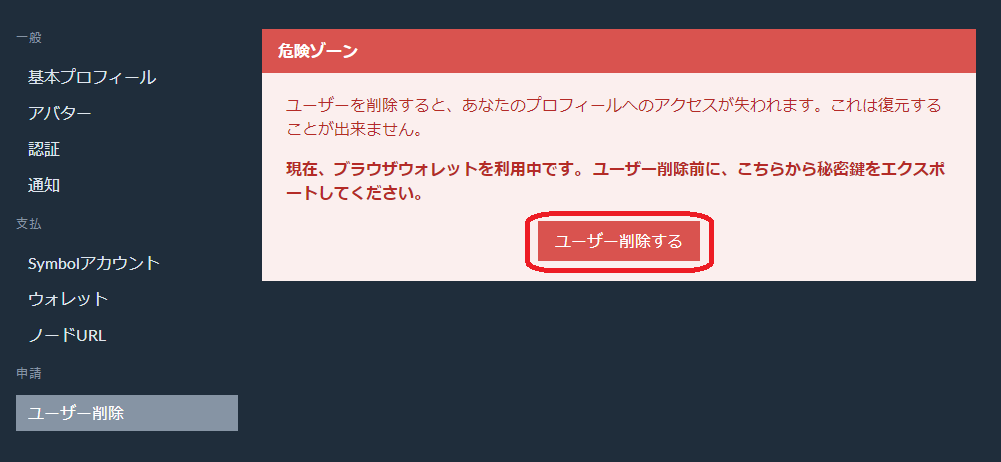 一般
基本プロフィール
アバター
認証
通知
支払
Symbolアカウント
ウォレット
ノードURL
申請
ユーザー削除
危険ゾーン
ユーザーを削除すると、あなたのプロフィールへのアクセスが失われます。これは復元する
ことが出来ません。
現在、ブラウザウォレットを利用中です。 ユーザー削除前に、こちらから秘密鍵をエクスポ
ートしてください。
ユーザー削除する